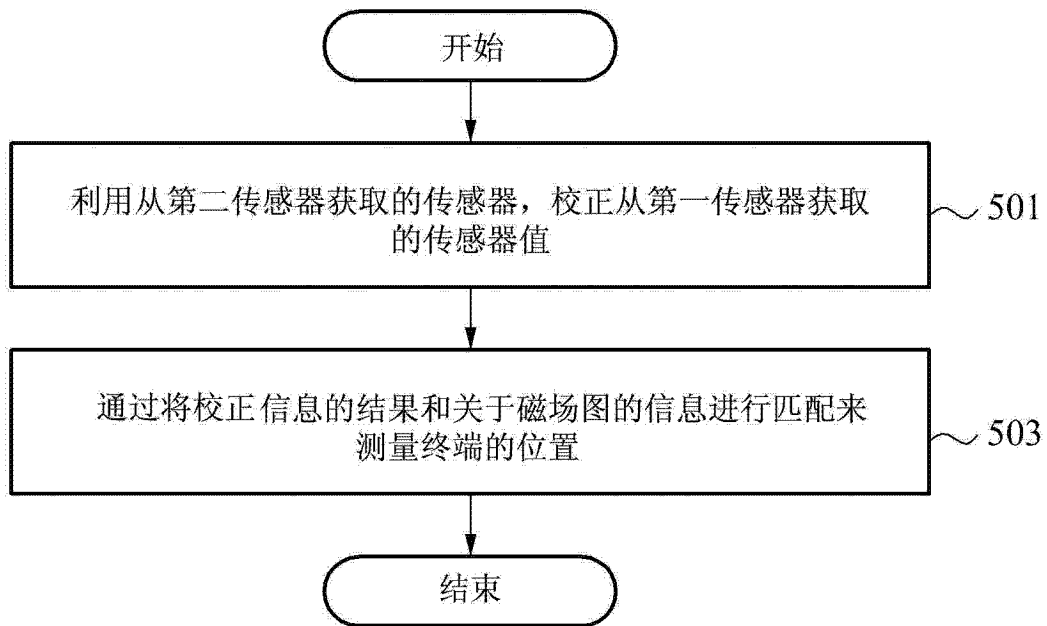 开始
利用从第二传感器获取的传感器，校正从第一传感器获取
的传感器值
501
通过将校正信息的结果和关于磁场图的信息进行匹配来
测量终端的位置
503
结束